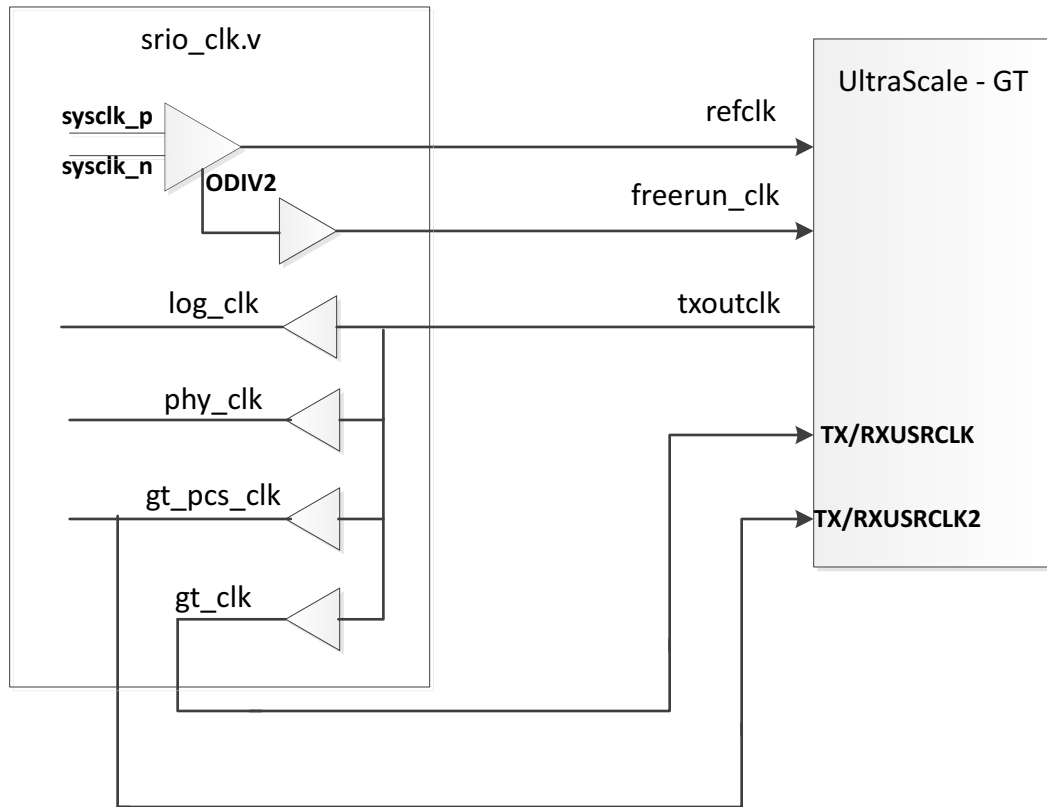 srio_clk.v
UltraScale - GT
sysclk_p
refclk
sysclk_n
ODIV2
freerun_clk
log_clk
txoutclk
phy_clk
TX/RXUSRCLK
gt_pcs_clk
TX/RXUSRCLK2
gt_clk